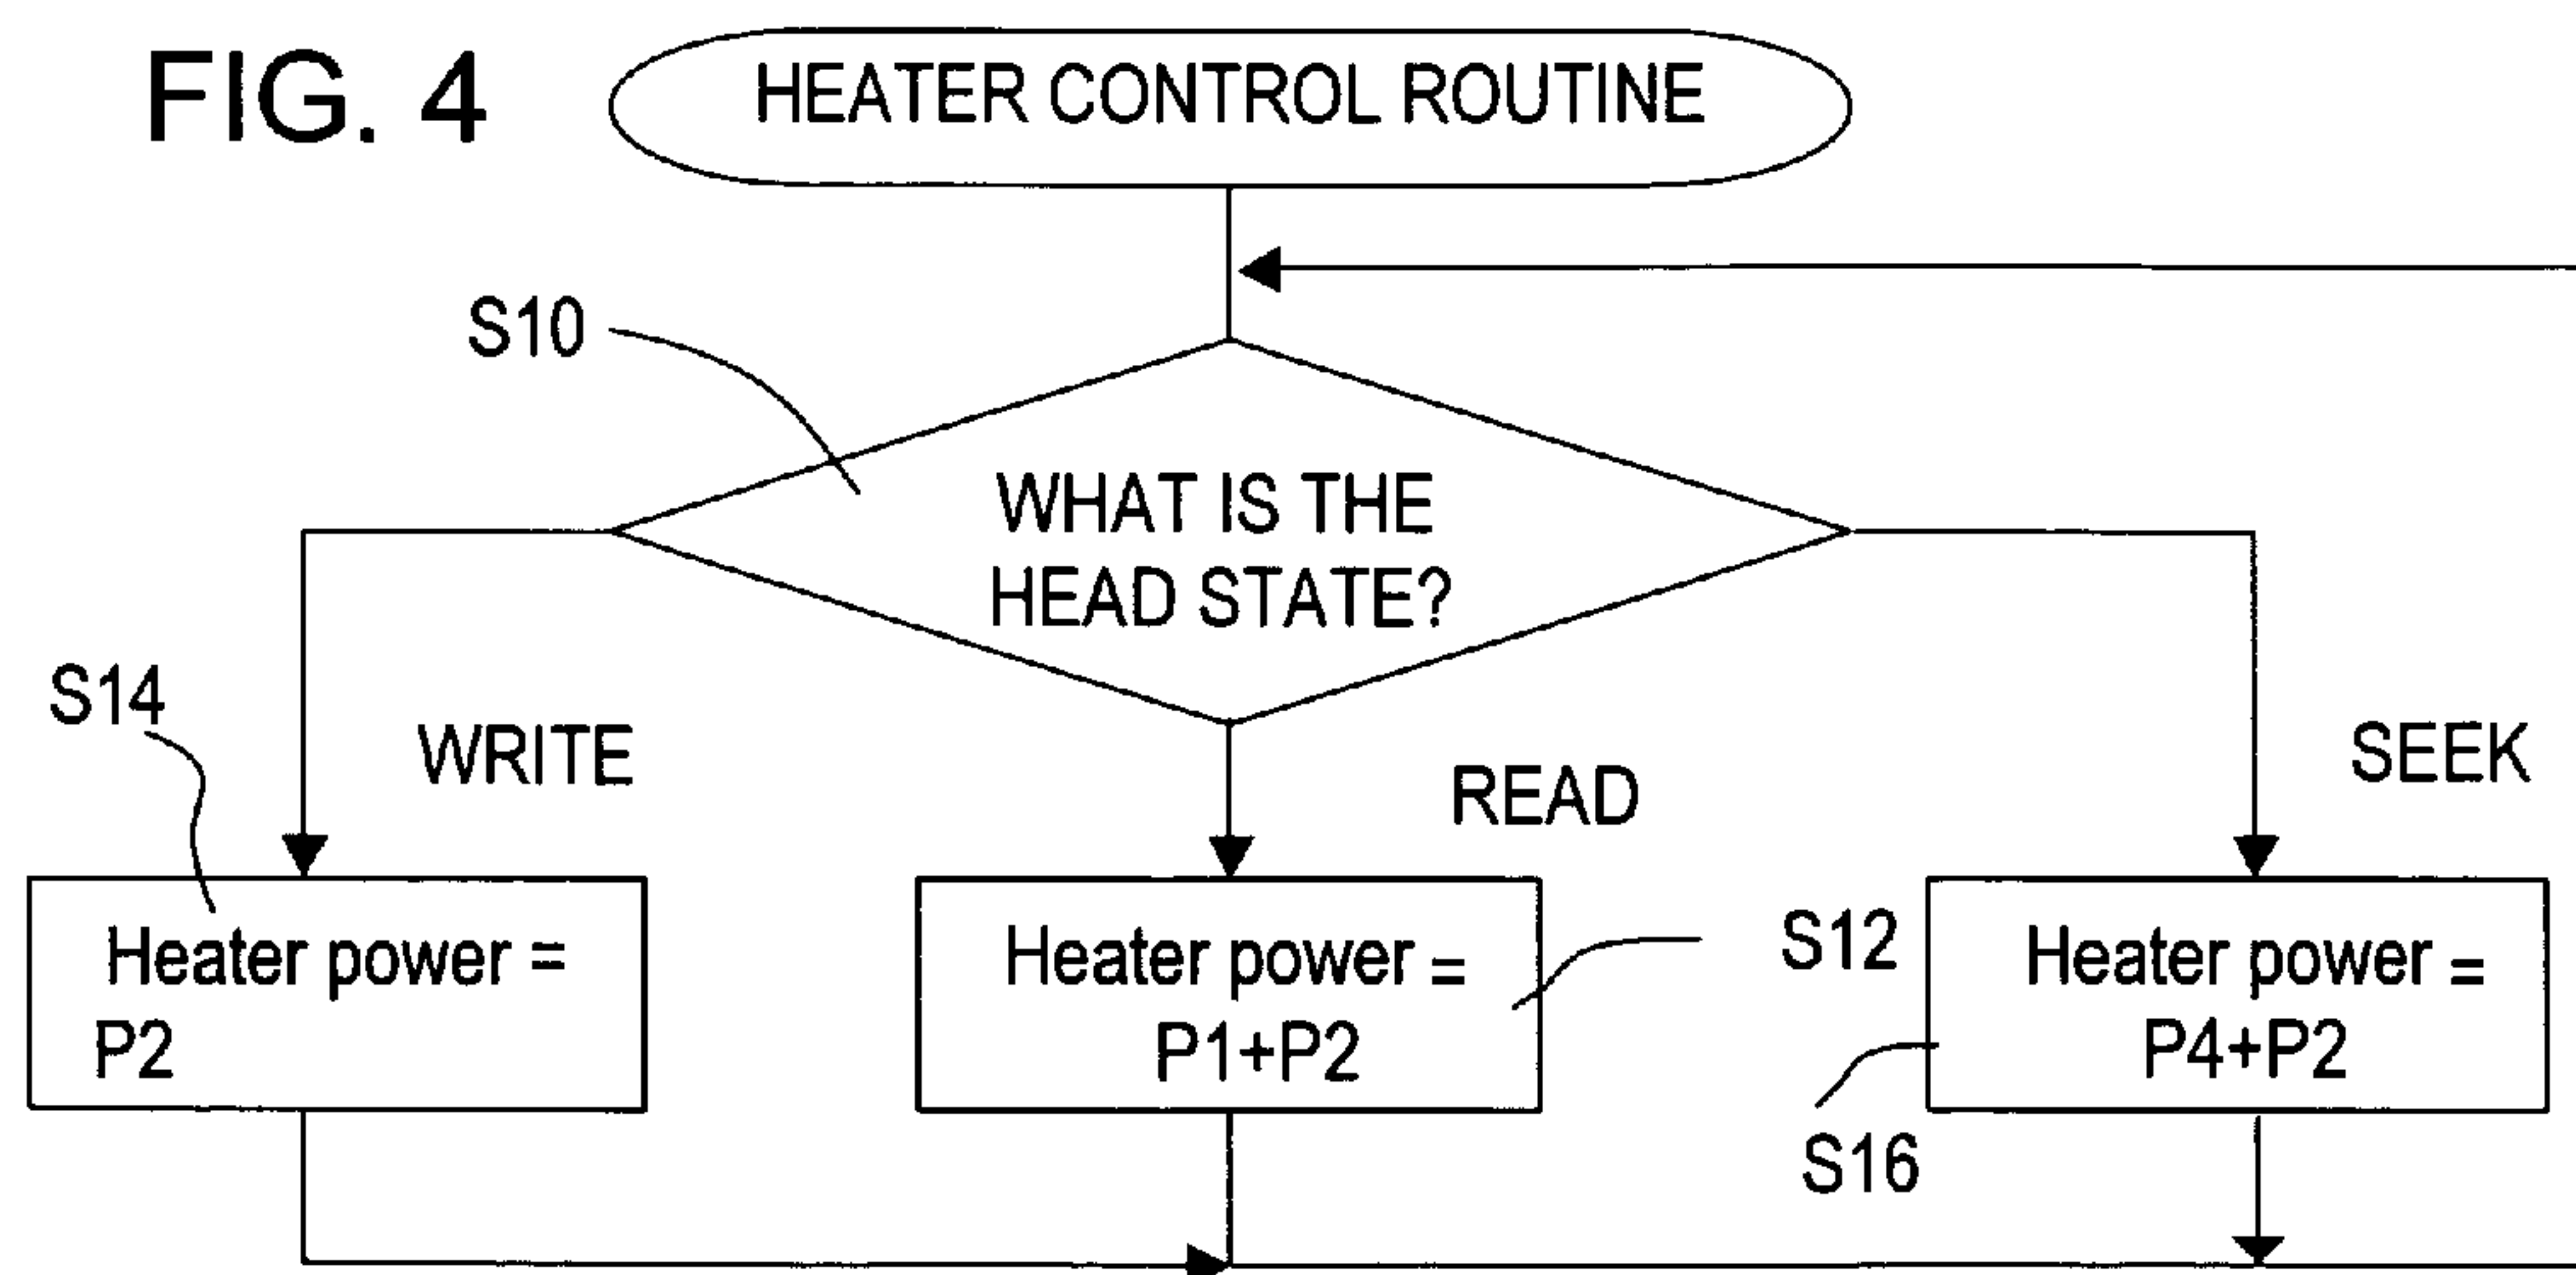 FIG. 4
HEATER CONTROL ROUTINE
S10
WHAT IS THE
HEAD STATE?
S14
WRITE
READ
SEEK
Heater power =
P2
Heater power =
P1+P2
S12
Heater power =
P4+P2
S16